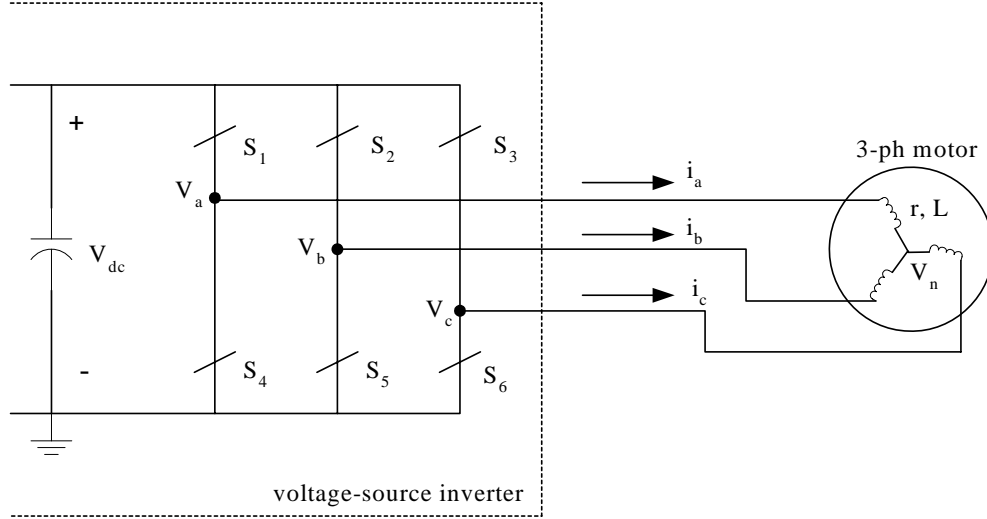 +
S1
S2
S3
3-ph motor
Va
ia
r, L
Vdc
Vb
ib
Vn
Vc
ic
-
S4
S5
S6
voltage-source inverter